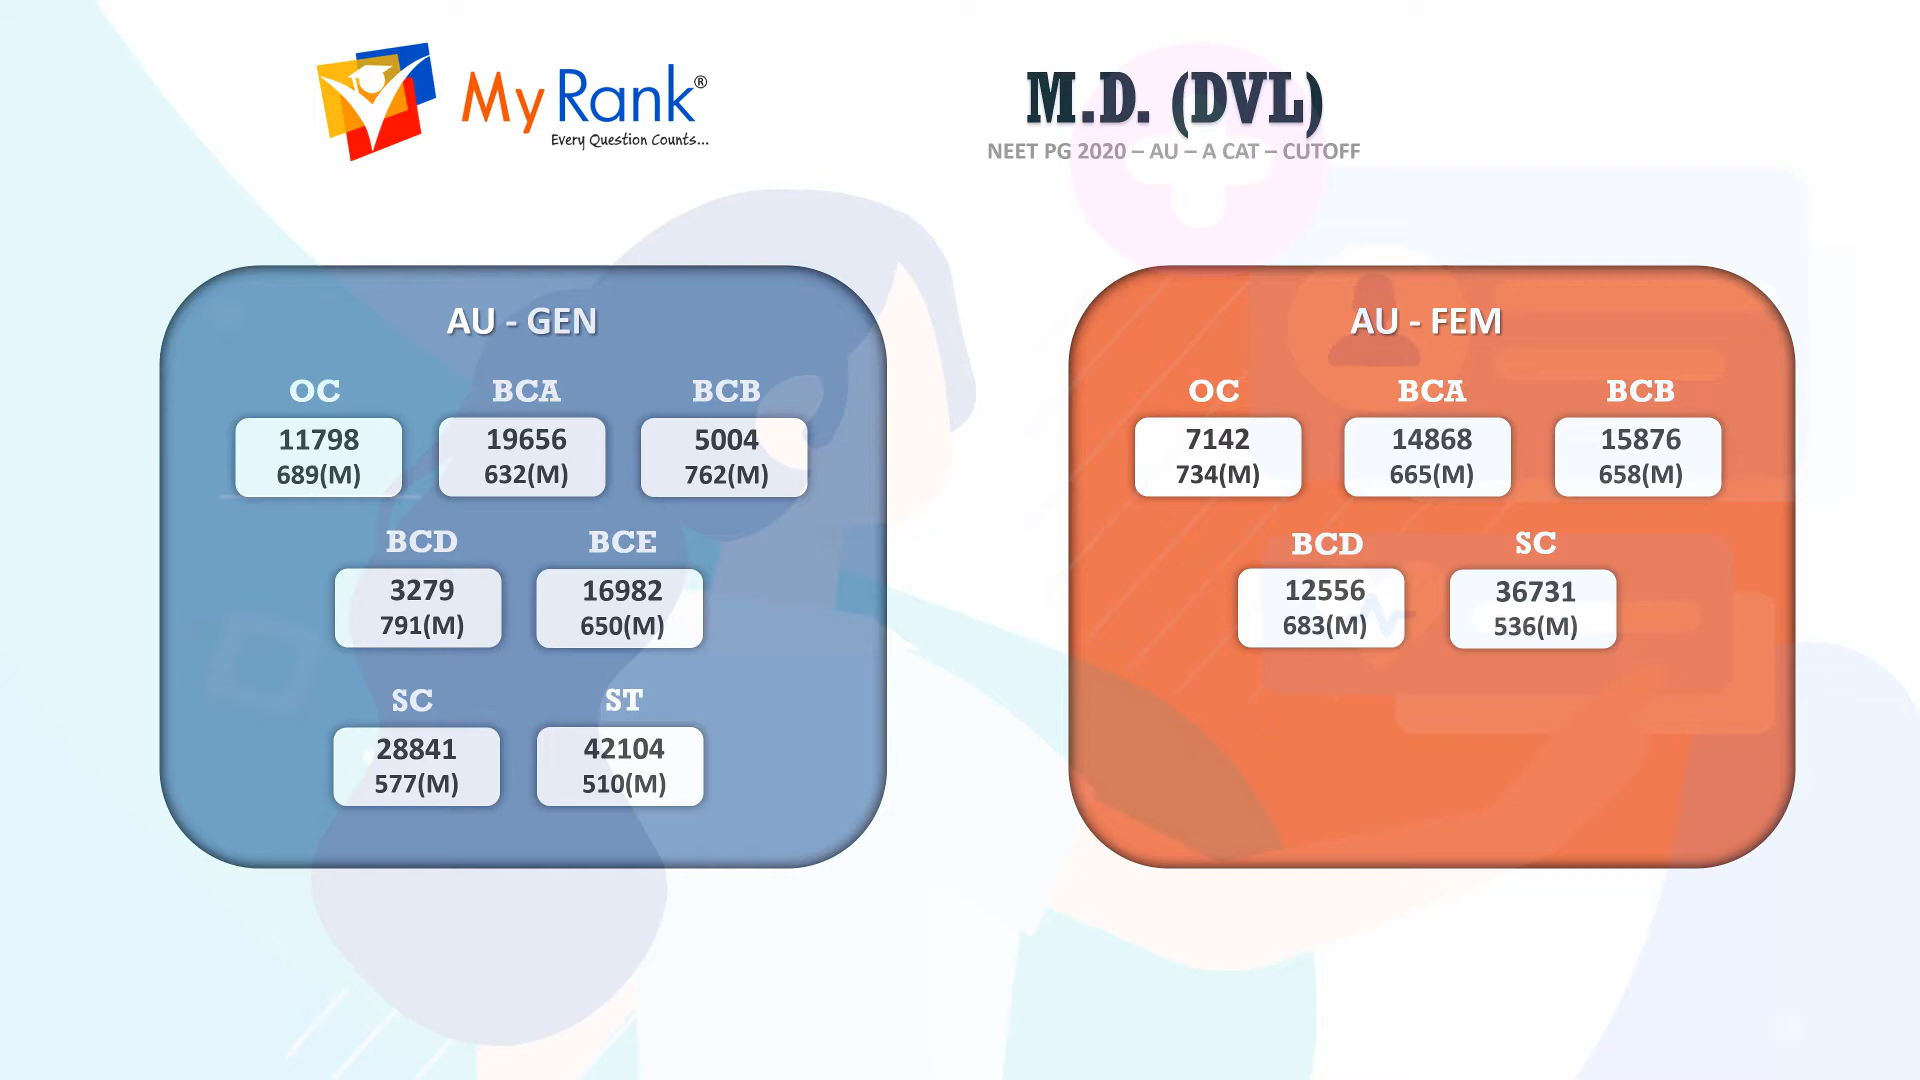 My Rank®
Every Question Counts...
M.D. (DVL)
NEET PG 2020 – AU – A CAT – CUTOFF
AU - GEN
OC BCA BCB
11798 19656 5004
689(M) 632(M) 762(M)
BCD BCE
3279 16982
791(M) 650(M)
SC ST
28841 42104
577(M) 510(M)
AU - FEM
OC BCA BCB
7142 14868 15876
734(M) 665(M) 658(M)
BCD SC
12556 36731
683(M) 536(M)